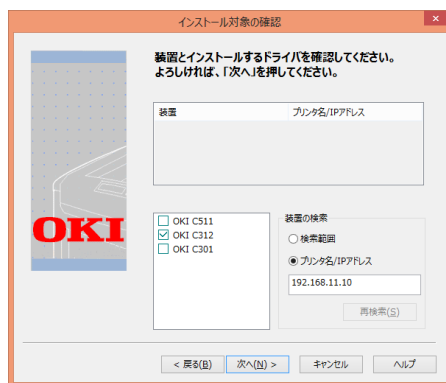 インストール対象の確認
装置とインストールするドライバを確認してください。
よろしければ、「次へ」を押してください。
装置 プリンタ名/IPアドレス
OKI
OKI C511
OKI C312
OKI C301
装置の検索
検索範囲
プリンタ名/IPアドレス
192.168.11.10
再検索(S)
< 戻る(B) 次へ(N) > キャンセル ヘルプ